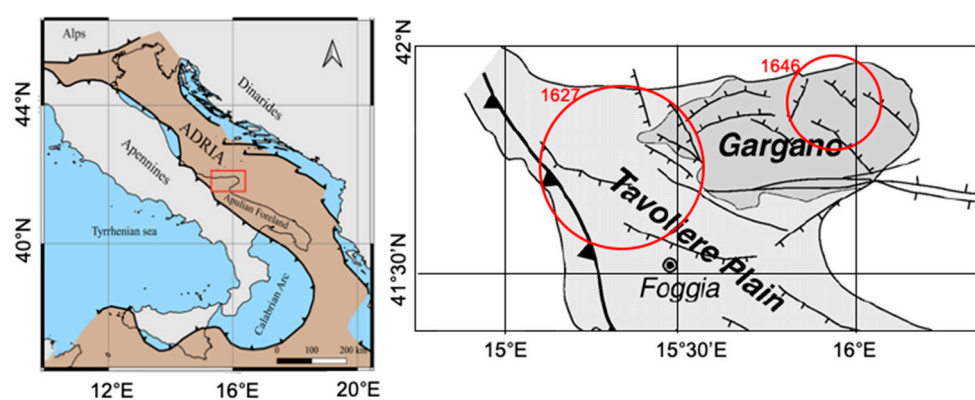 Alps
Dinarides
44°N
ADRIA
Apennines
Apulian Foreland
40°N
Tyrrhenian sea
Calabrian Arc
0 100 200 km
12°E 16°E 20°E
42°N
1627
1646
Gargano
Tavoliere Plain
Foggia
41°30'N
15°E 15°30'E 16°E